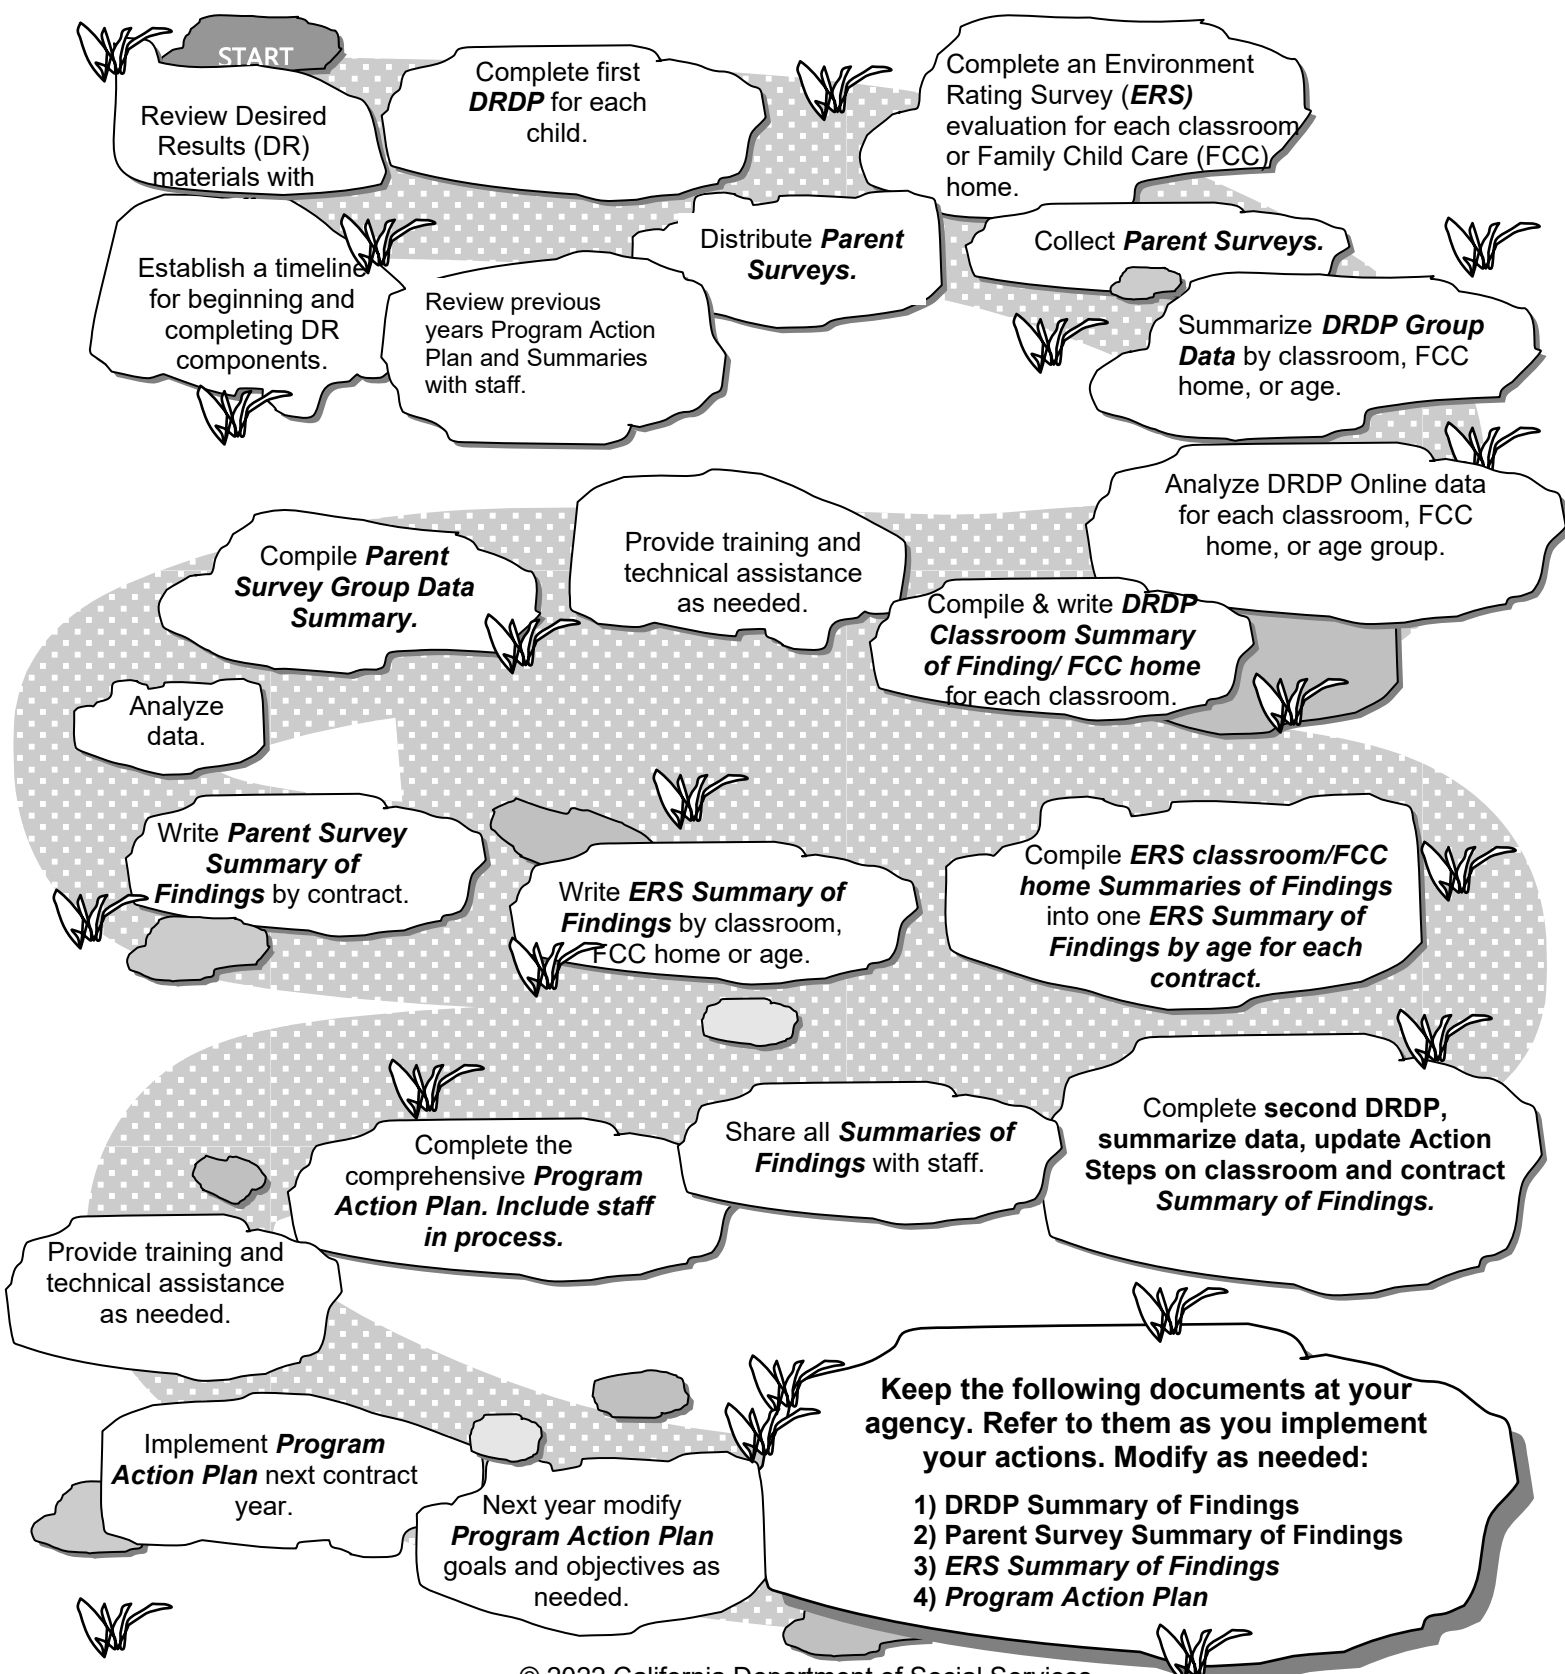 START
Review Desired
Results (DR)
materials with
Establish a timeline
for beginning and
completing DR
components.
Review previous
years Program Action
Plan and Summaries
with staff.
Complete first
DRDP for each
child.
Distribute Parent
Surveys.
Complete an Environment
Rating Survey (ERS)
evaluation for each classroom
or Family Child Care (FCC)
home.
Collect Parent Surveys.
Summarize DRDP Group
Data by classroom, FCC
home, or age.
Analyze DRDP Online data
for each classroom, FCC
home, or age group.
Compile & write DRDP
Classroom Summary
of Finding/ FCC home
for each classroom.
Provide training and
technical assistance
as needed.
Compile Parent
Survey Group Data
Summary.
Analyze
data.
Write Parent Survey
Summary of
Findings by contract.
Write ERS Summary of
Findings by classroom,
FCC home or age.
Compile ERS classroom/FCC
home Summaries of Findings
into one ERS Summary of
Findings by age for each
contract.
Complete second DRDP,
summarize data, update Action
Steps on classroom and contract
Summary of Findings.
Share all Summaries of
Findings with staff.
Complete the
comprehensive Program
Action Plan. Include staff
in process.
Provide training and
technical assistance
as needed.
Implement Program
Action Plan next contract
year.
Next year modify
Program Action Plan
goals and objectives as
needed.
Keep the following documents at your
agency. Refer to them as you implement
your actions. Modify as needed:
1) DRDP Summary of Findings
2) Parent Survey Summary of Findings
3) ERS Summary of Findings
4) Program Action Plan
© 2022 California Department of Social Services